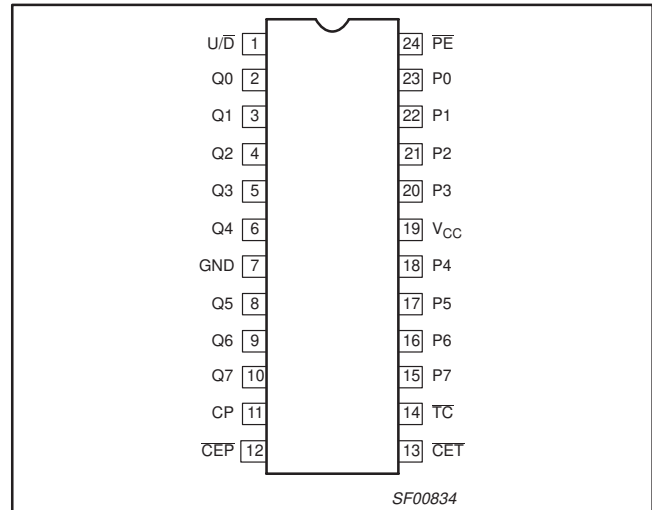 U/D̅ 1 24 P̅E̅
Q0 2 23 P0
Q1 3 22 P1
Q2 4 21 P2
Q3 5 20 P3
Q4 6 19 VCC
GND 7 18 P4
Q5 8 17 P5
Q6 9 16 P6
Q7 10 15 P7
CP 11 14 T̅C̅
C̅E̅P̅ 12 13 C̅E̅T̅
SF00834